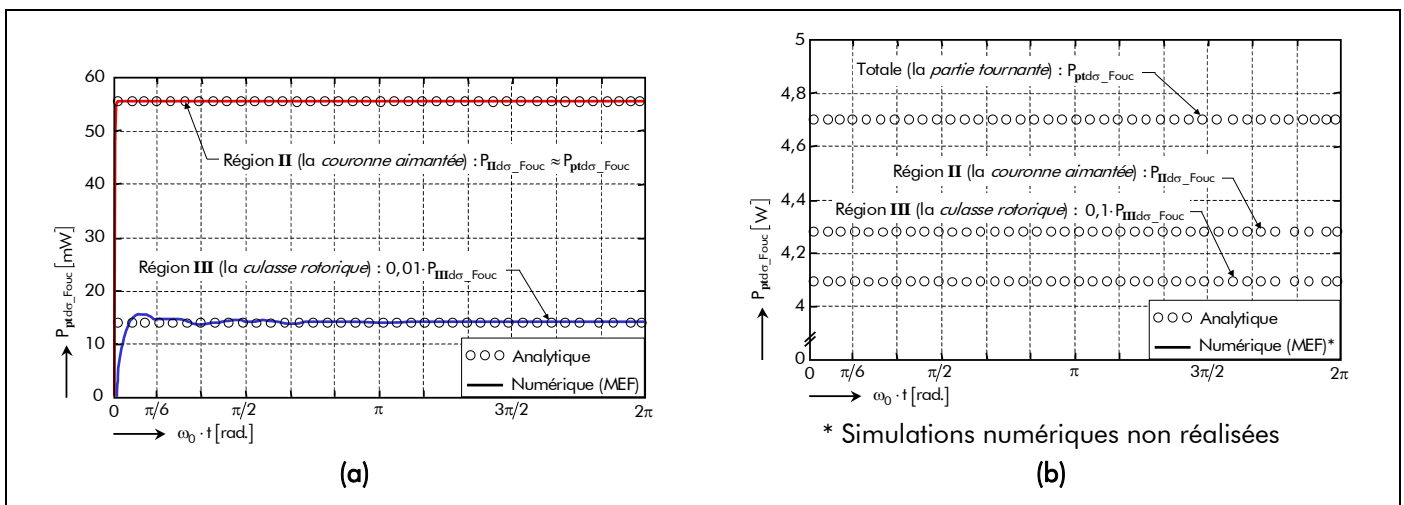 60
50
40
30
20
10
0
P_ptdσ_Fouc [mW]
Région II (la couronne aimantée) : P_IIdσ_Fouc ≈ P_ptdσ_Fouc
Région III (la culasse rotorique) : 0,01·P_IIIdσ_Fouc
Analytique
Numérique (MEF)
0 π/6 π/2 π 3π/2 2π
ω₀ · t [rad.]
(a)
5
4,8
4,6
4,4
4,2
4
0
P_ptdσ_Fouc [W]
Totale (la partie tournante) : P_ptdσ_Fouc
Région II (la couronne aimantée) : P_IIdσ_Fouc
Région III (la culasse rotorique) : 0,1·P_IIIdσ_Fouc
Analytique
Numérique (MEF)*
0 π/6 π/2 π 3π/2 2π
ω₀ · t [rad.]
* Simulations numériques non réalisées
(b)